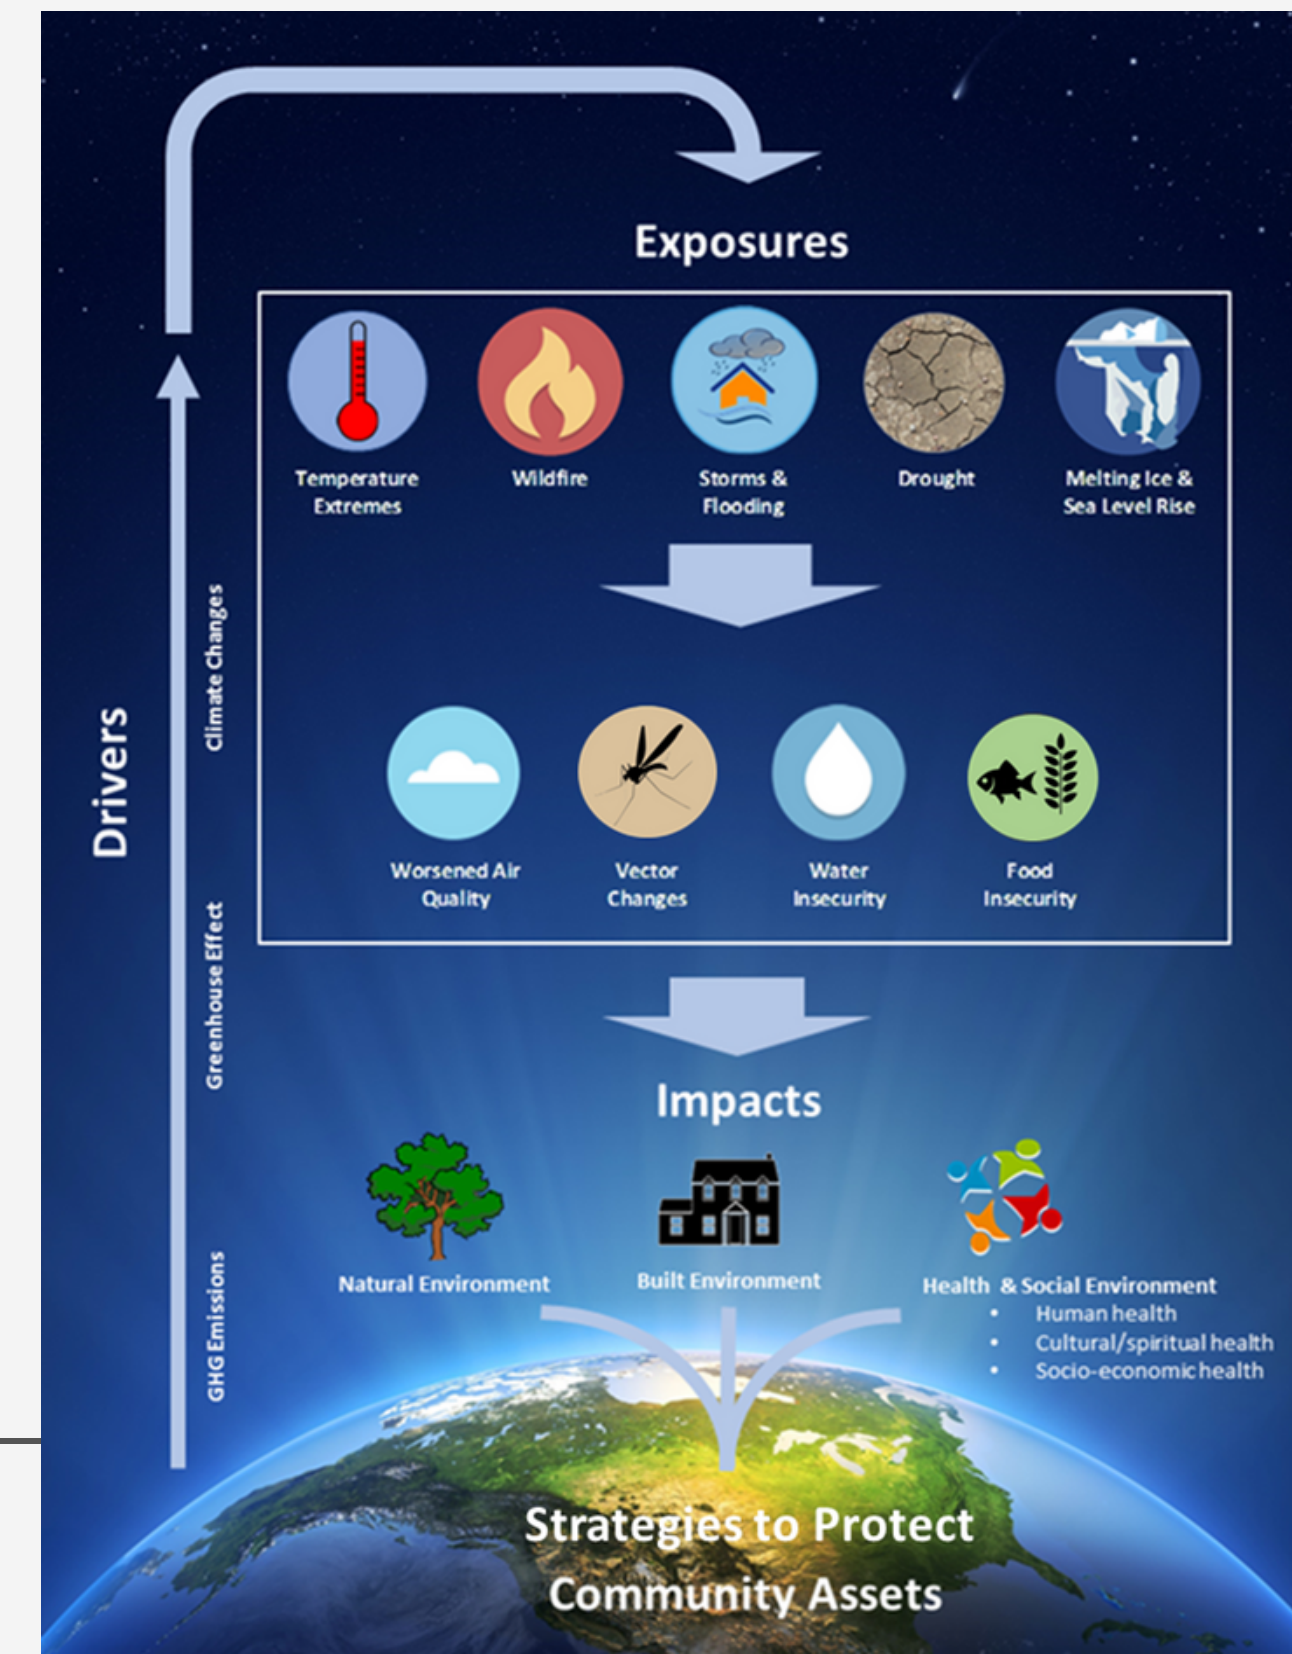 Drivers
GHG Emissions
Greenhouse Effect
Climate Changes
Exposures
Temperature
Extremes
Wildfire
Storms &
Flooding
Drought
Melting Ice &
Sea Level Rise
Worsened Air
Quality
Vector
Changes
Water
Insecurity
Food
Insecurity
Impacts
Natural Environment
Built Environment
Health & Social Environment
• Human health
• Cultural/spiritual health
• Socio-economic health
Strategies to Protect
Community Assets